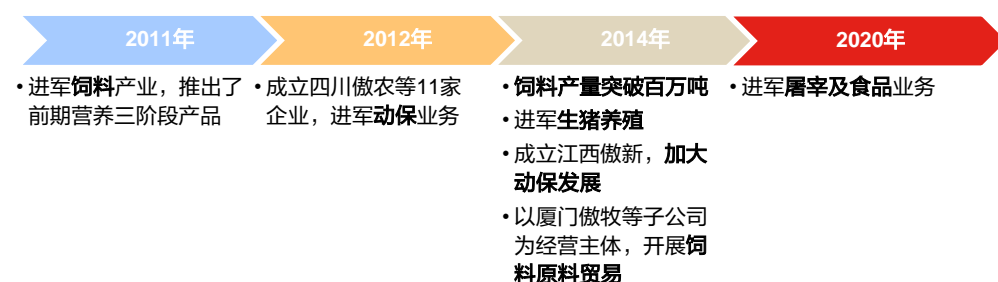 2011年
2012年
2014年
2020年
•进军饲料产业，推出了
前期营养三阶段产品
•成立四川傲农等11家
企业，进军动保业务
•饲料产量突破百万吨
•进军生猪养殖
•成立江西傲新，加大
动保发展
•以厦门傲牧等子公司
为经营主体，开展饲
料原料贸易
•进军屠宰及食品业务